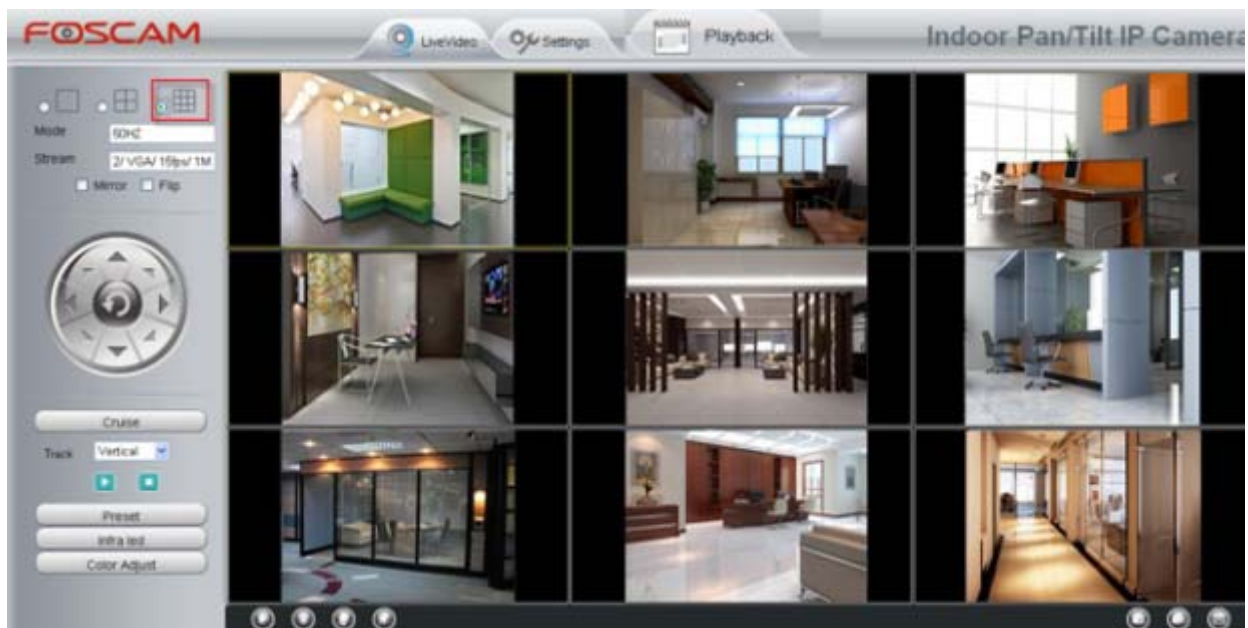 FOSCAM
LiveVideo
Settings
Playback
Indoor Pan/Tilt IP Camera
Mode
60HZ
Stream
2/ VGA/ 15fps/ 1M
Mirror
Flip
Cruise
Track
Vertical
Preset
Infra led
Color Adjust